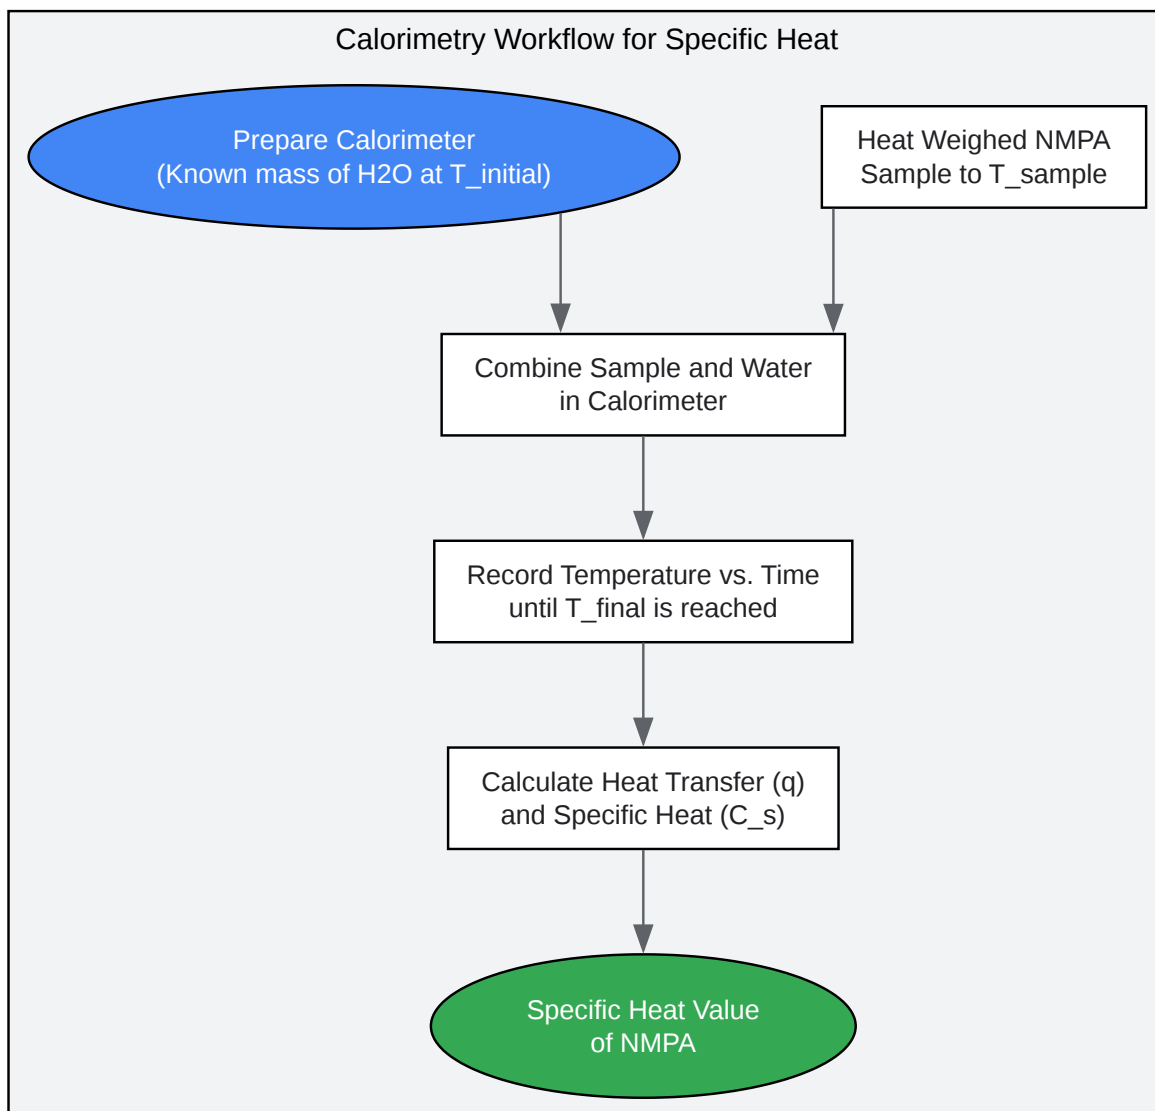 Calorimetry Workflow for Specific Heat
Prepare Calorimeter
(Known mass of H2O at T_initial)
Heat Weighed NMPA
Sample to T_sample
Combine Sample and Water
in Calorimeter
Record Temperature vs. Time
until T_final is reached
Calculate Heat Transfer (q)
and Specific Heat (C_s)
Specific Heat Value
of NMPA